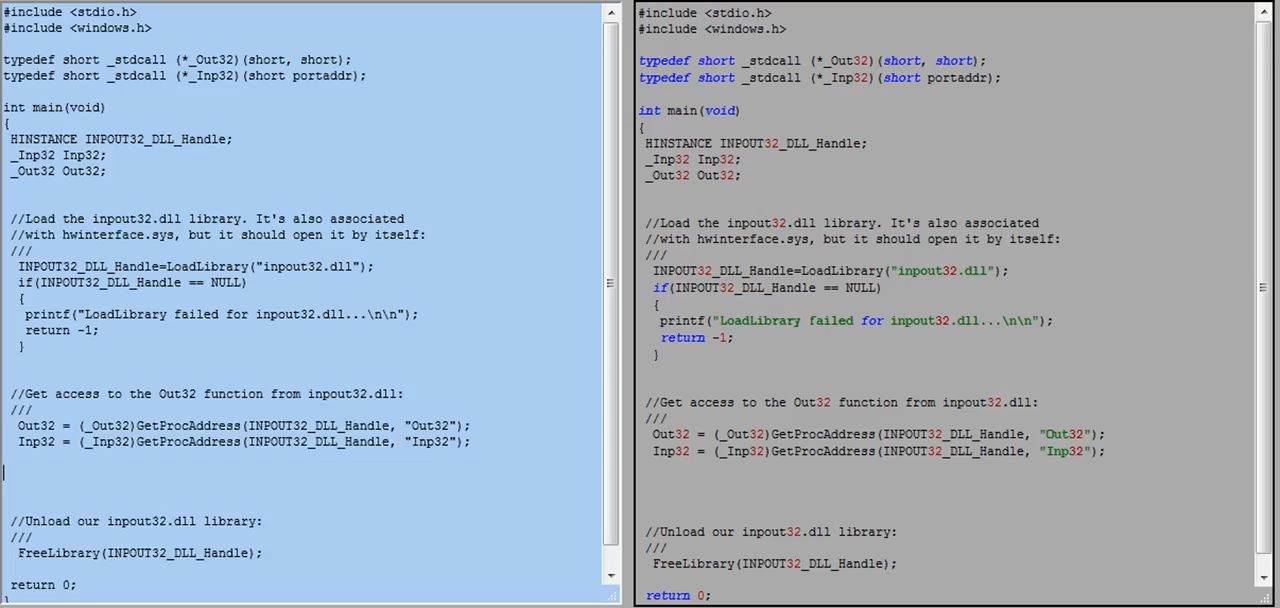 #include <stdio.h>
#include <windows.h>
typedef short _stdcall (*_Out32)(short, short);
typedef short _stdcall (*_Inp32)(short portaddr);
int main(void)
{
HINSTANCE INPOUT32_DLL_Handle;
_Inp32 Inp32;
_Out32 Out32;
//Load the inpout32.dll library. It's also associated
//with hwinterface.sys, but it should open it by itself:
///
INPOUT32_DLL_Handle=LoadLibrary("inpout32.dll");
if(INPOUT32_DLL_Handle == NULL)
{
printf("LoadLibrary failed for inpout32.dll...\n\n");
return -1;
}
//Get access to the Out32 function from inpout32.dll:
///
Out32 = (_Out32)GetProcAddress(INPOUT32_DLL_Handle, "Out32");
Inp32 = (_Inp32)GetProcAddress(INPOUT32_DLL_Handle, "Inp32");
//Unload our inpout32.dll library:
///
FreeLibrary(INPOUT32_DLL_Handle);
return 0;
#include <stdio.h>
#include <windows.h>
typedef short _stdcall (*_Out32)(short, short);
typedef short _stdcall (*_Inp32)(short portaddr);
int main(void)
{
HINSTANCE INPOUT32_DLL_Handle;
_Inp32 Inp32;
_Out32 Out32;
//Load the inpout32.dll library. It's also associated
//with hwinterface.sys, but it should open it by itself:
///
INPOUT32_DLL_Handle=LoadLibrary("inpout32.dll");
if(INPOUT32_DLL_Handle == NULL)
{
printf("LoadLibrary failed for inpout32.dll...\n\n");
return -1;
}
//Get access to the Out32 function from inpout32.dll:
///
Out32 = (_Out32)GetProcAddress(INPOUT32_DLL_Handle, "Out32");
Inp32 = (_Inp32)GetProcAddress(INPOUT32_DLL_Handle, "Inp32");
//Unload our inpout32.dll library:
///
FreeLibrary(INPOUT32_DLL_Handle);
return 0;